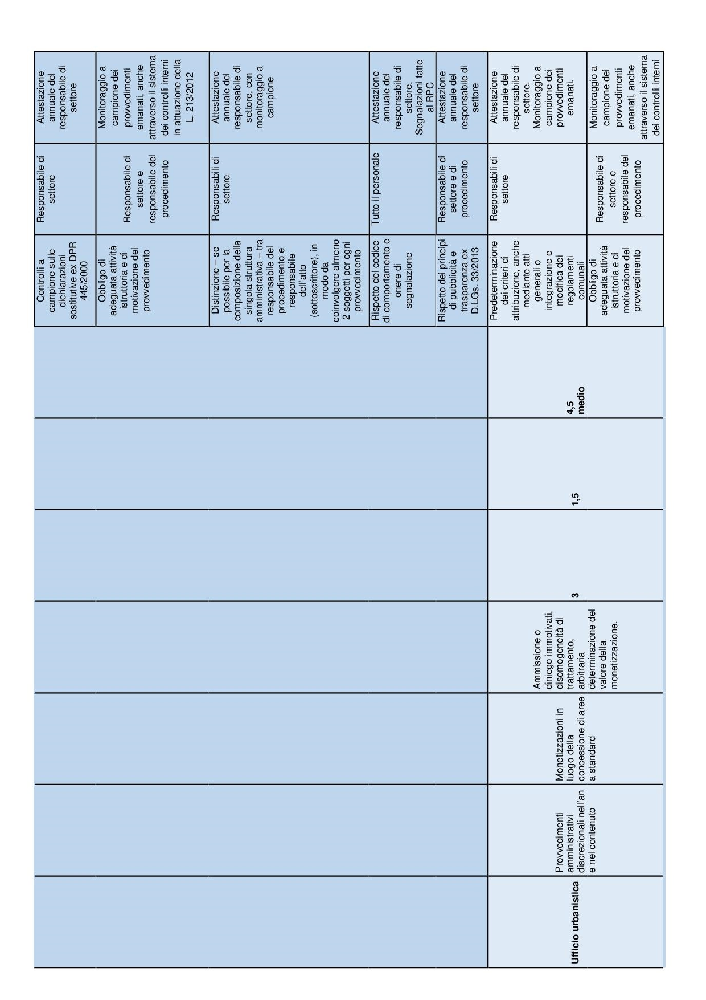 Controlli a
campione sulle
dichiarazioni
sostitutive ex DPR
445/2000
Responsabile di
settore
Attestazione
annuale del
responsabile di
settore
Obbligo di
adeguata attività
istruttoria e di
motivazione del
provvedimento
Responsabile di
settore e
responsabile del
procedimento
Monitoraggio a
campione dei
provvedimenti
emanati, anche
attraverso il sistema
dei controlli interni
in attuazione della
L. 213/2012
Distinzione – se
possibile per la
composizione della
singola struttura
amministrativa – tra
responsabile del
procedimento e
responsabile
dell'atto
(sottoscrittore), in
modo da
coinvolgere almeno
2 soggetti per ogni
provvedimento
Responsabili di
settore
Attestazione
annuale del
responsabile di
settore, con
monitoraggio a
campione
Rispetto del codice
di comportamento e
onere di
segnalazione
Tutto il personale
Attestazione
annuale del
responsabile di
settore.
Segnalazioni fatte
al RPC
Rispetto dei principi
di pubblicità e
trasparenza ex
D.LGs. 33/2013
Responsabile di
settore e di
procedimento
Attestazione
annuale del
responsabile di
settore
Ufficio urbanistica
Provvedimenti
amministrativi
discrezionali nell'an
e nel contenuto
Monetizzazioni in
luogo della
concessione di aree
a standard
Ammissione o
diniego immotivati,
disomogeneità di
trattamento,
arbitraria
determinazione del
valore della
monetizzazione.
3
1,5
4,5
medio
Predeterminazione
dei criteri di
attribuzione, anche
mediante atti
generali o
integrazione e
modifica dei
regolamenti
comunali
Responsabili di
settore
Attestazione
annuale del
responsabile di
settore.
Monitoraggio a
campione dei
provvedimenti
emanati.
Obbligo di
adeguata attività
istruttoria e di
motivazione del
provvedimento
Responsabile di
settore e
responsabile del
procedimento
Monitoraggio a
campione dei
provvedimenti
emanati, anche
attraverso il sistema
dei controlli interni